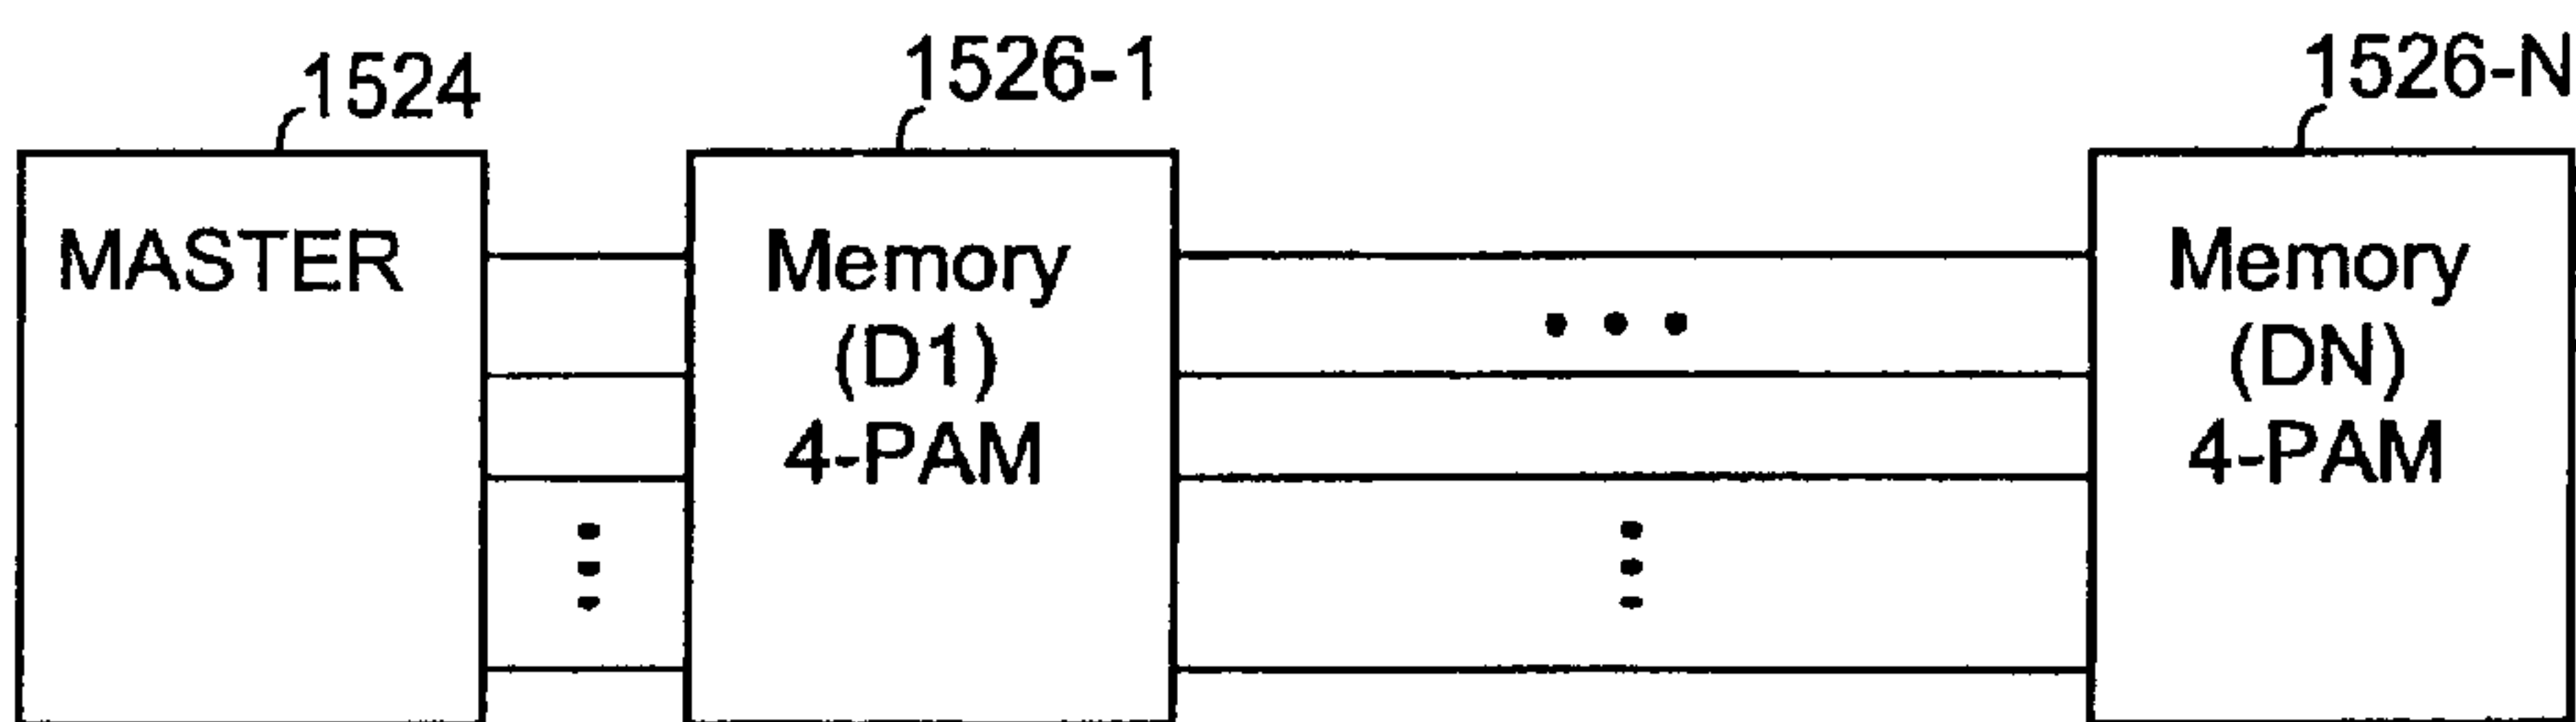 1524
1526-1
1526-N
MASTER
Memory
(D1)
4-PAM
Memory
(DN)
4-PAM